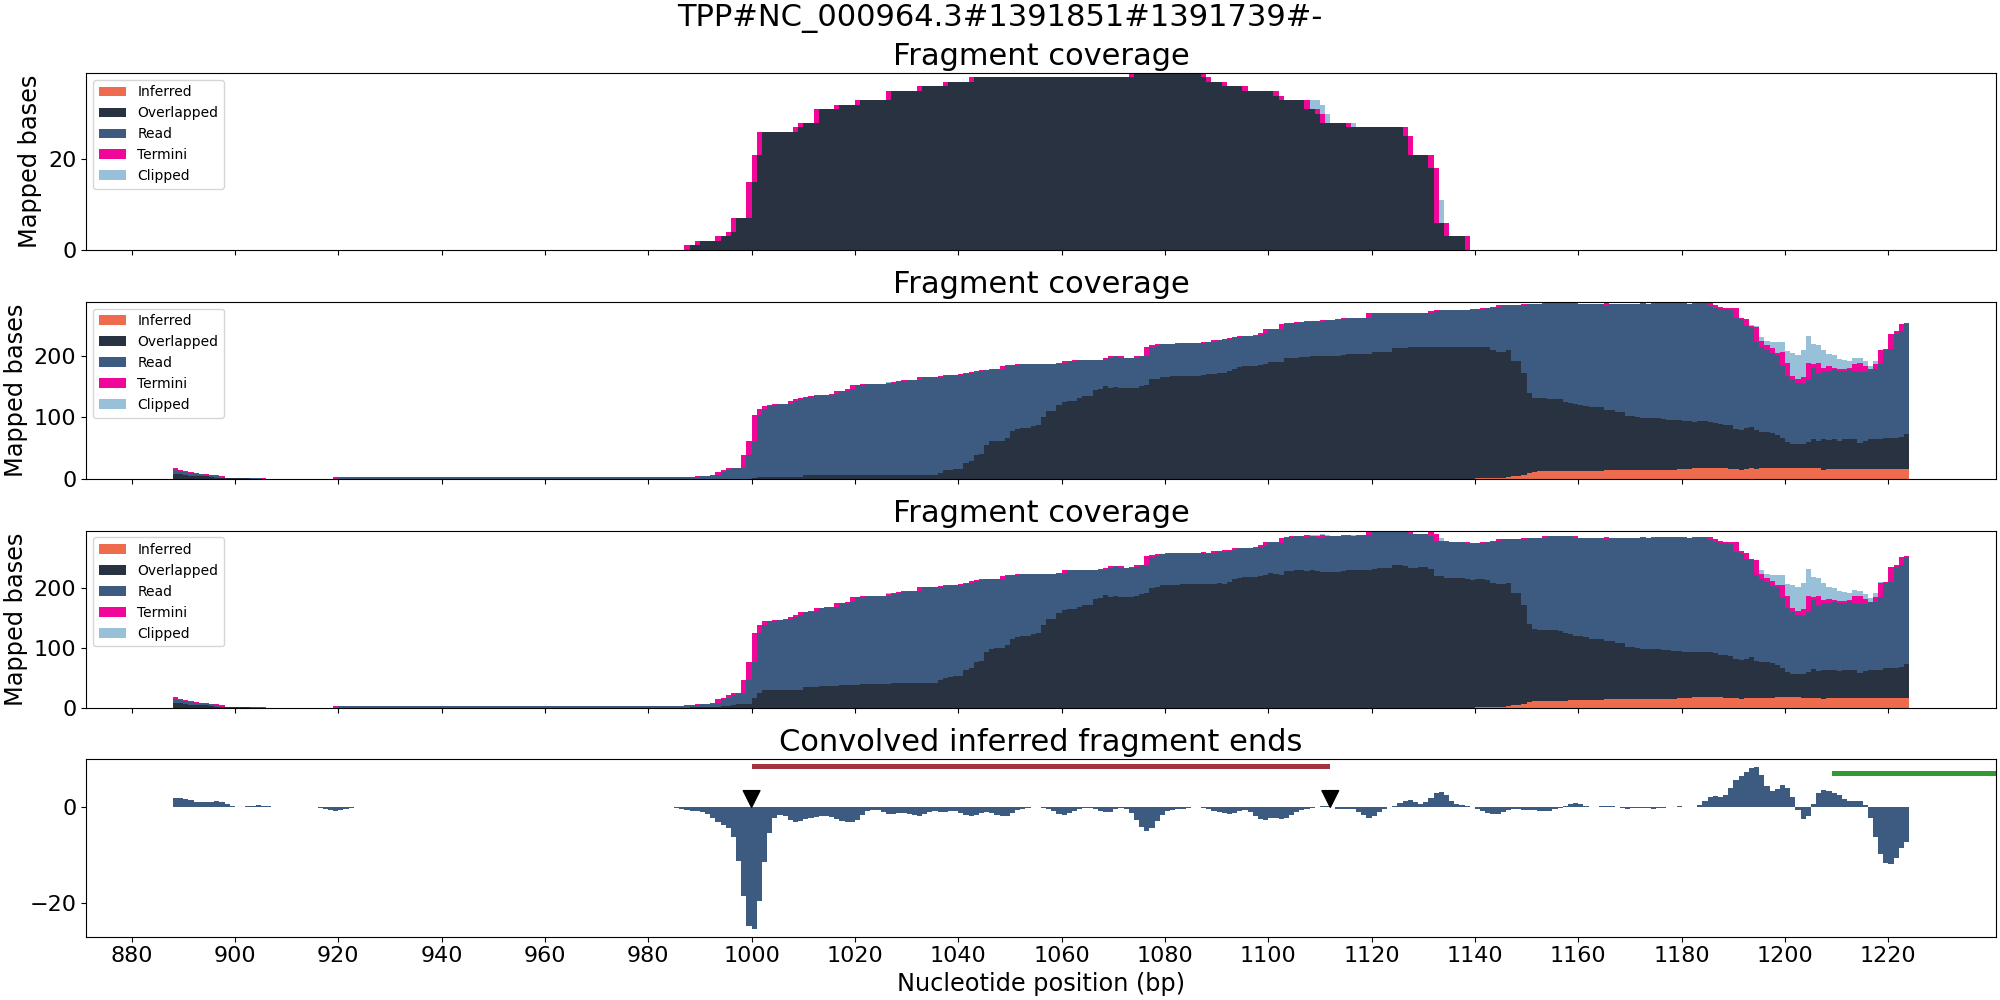 TPP#NC_000964.3#1391851#1391739#-
Fragment coverage
Mapped bases
20
0
Inferred
Overlapped
Read
Termini
Clipped
Fragment coverage
Mapped bases
200
100
0
Inferred
Overlapped
Read
Termini
Clipped
Fragment coverage
Mapped bases
200
100
0
Inferred
Overlapped
Read
Termini
Clipped
Convolved inferred fragment ends
0
−20
880 900 920 940 960 980 1000 1020 1040 1060 1080 1100 1120 1140 1160 1180 1200 1220
Nucleotide position (bp)